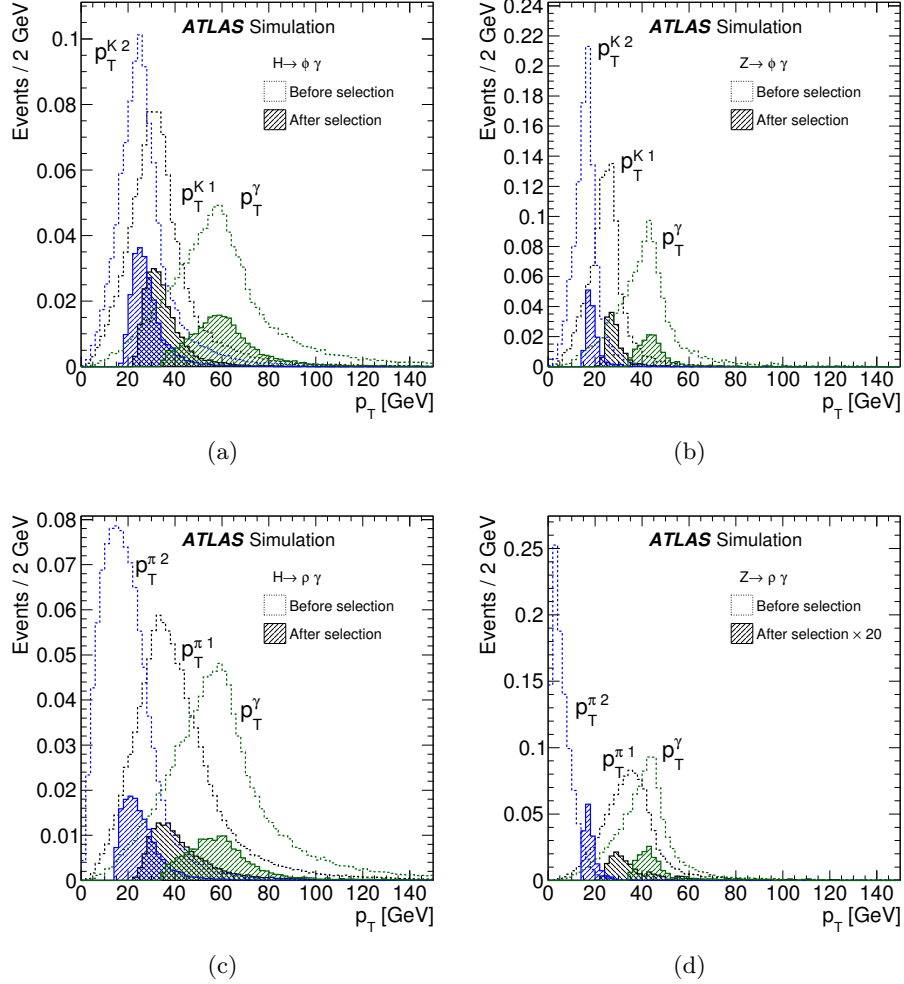 ATLAS Simulation
H→ φ γ
Before selection
After selection
p_T^{K 2}
p_T^{K 1}
p_T^γ
Events / 2 GeV
0.1
0.08
0.06
0.04
0.02
0
0 20 40 60 80 100 120 140
p_T [GeV]
(a)
ATLAS Simulation
Z→ φ γ
Before selection
After selection
p_T^{K 2}
p_T^{K 1}
p_T^γ
Events / 2 GeV
0.24
0.22
0.20
0.18
0.16
0.14
0.12
0.10
0.08
0.06
0.04
0.02
0
0 20 40 60 80 100 120 140
p_T [GeV]
(b)
ATLAS Simulation
H→ ρ γ
Before selection
After selection
p_T^{π 2}
p_T^{π 1}
p_T^γ
Events / 2 GeV
0.08
0.07
0.06
0.05
0.04
0.03
0.02
0.01
0
0 20 40 60 80 100 120 140
p_T [GeV]
(c)
ATLAS Simulation
Z→ ρ γ
Before selection
After selection × 20
p_T^{π 2}
p_T^{π 1}
p_T^γ
Events / 2 GeV
0.25
0.2
0.15
0.1
0.05
0
0 20 40 60 80 100 120 140
p_T [GeV]
(d)